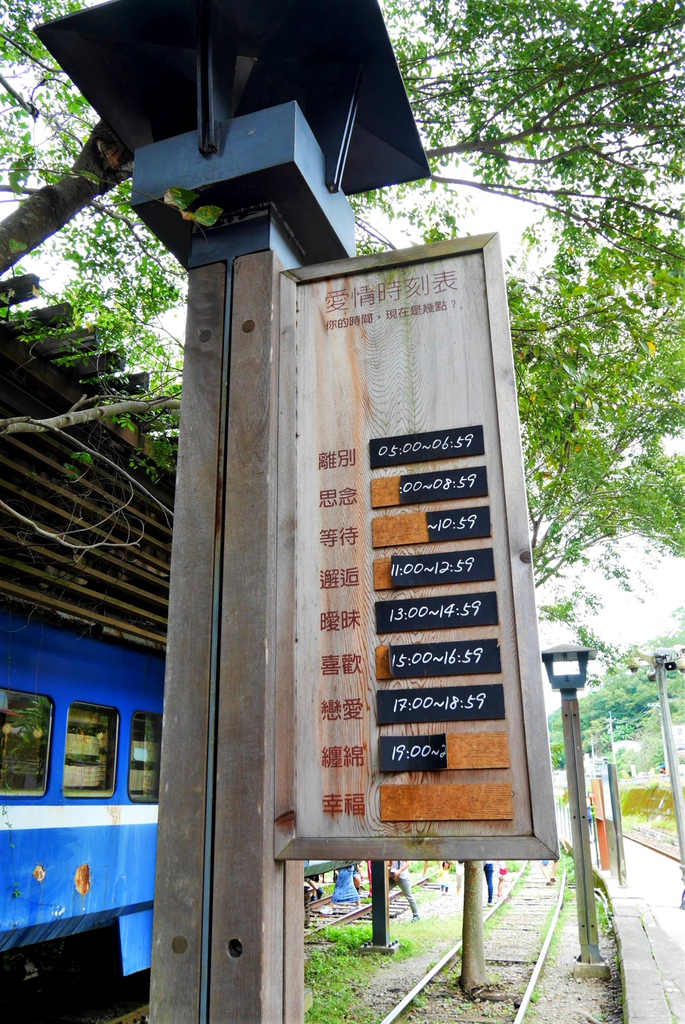 愛情時刻表
你的時間，現在是幾點？
離別 05:00~06:59
思念 :00~08:59
等待 ~10:59
邂逅 11:00~12:59
曖昧 13:00~14:59
喜歡 15:00~16:59
戀愛 17:00~18:59
纏綿 19:00~2
幸福